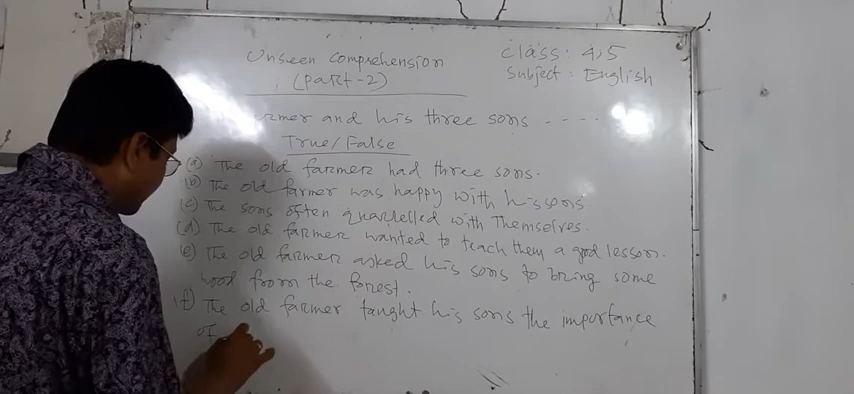 Unseen Comprehension
(Part-2)
Class: 4,5
Subject: English
and his three sons ....
True/False
(a) The old farmer had three sons.
(b) The old farmer was happy with his sons
(c) The sons often quarrelled with Themselves.
(d) The old farmer wanted to teach them a good lesson.
(e) The old farmer asked his sons to bring some
wood from the forest.
(f) The old farmer taught his sons the importance
of